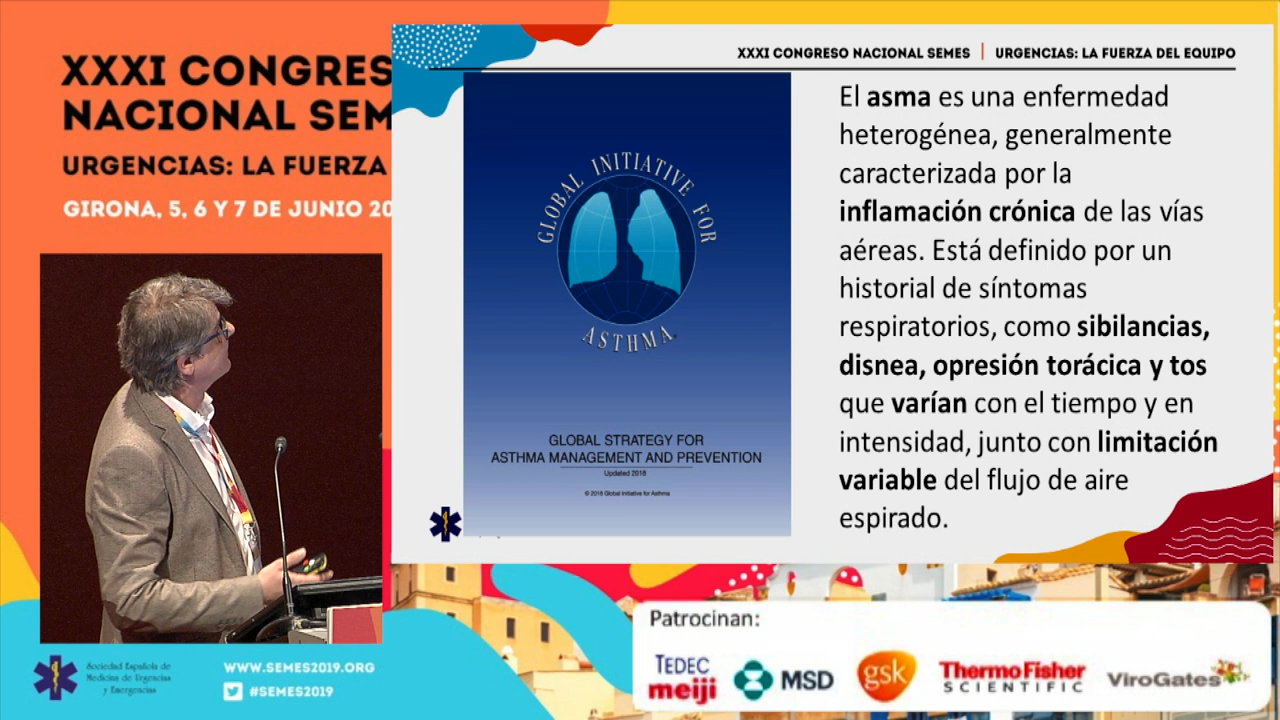 XXXI CONGRES
NACIONAL SEM
URGENCIAS: LA FUERZA
GIRONA, 5, 6 Y 7 DE JUNIO 20
XXXI CONGRESO NACIONAL SEMES | URGENCIAS: LA FUERZA DEL EQUIPO
GLOBAL INITIATIVE FOR
ASTHMA
GLOBAL STRATEGY FOR
ASTHMA MANAGEMENT AND PREVENTION
Updated 2018
© 2018 Global Initiative for Asthma
El asma es una enfermedad
heterogénea, generalmente
caracterizada por la
inflamación crónica de las vías
aéreas. Está definido por un
historial de síntomas
respiratorios, como sibilancias,
disnea, opresión torácica y tos
que varían con el tiempo y en
intensidad, junto con limitación
variable del flujo de aire
espirado.
Sociedad Española de
Medicina de Urgencias
y Emergencias
WWW.SEMES2019.ORG
#SEMES2019
Patrocinan:
TEDEC
meiji
MSD
gsk
ThermoFisher
SCIENTIFIC
ViroGates